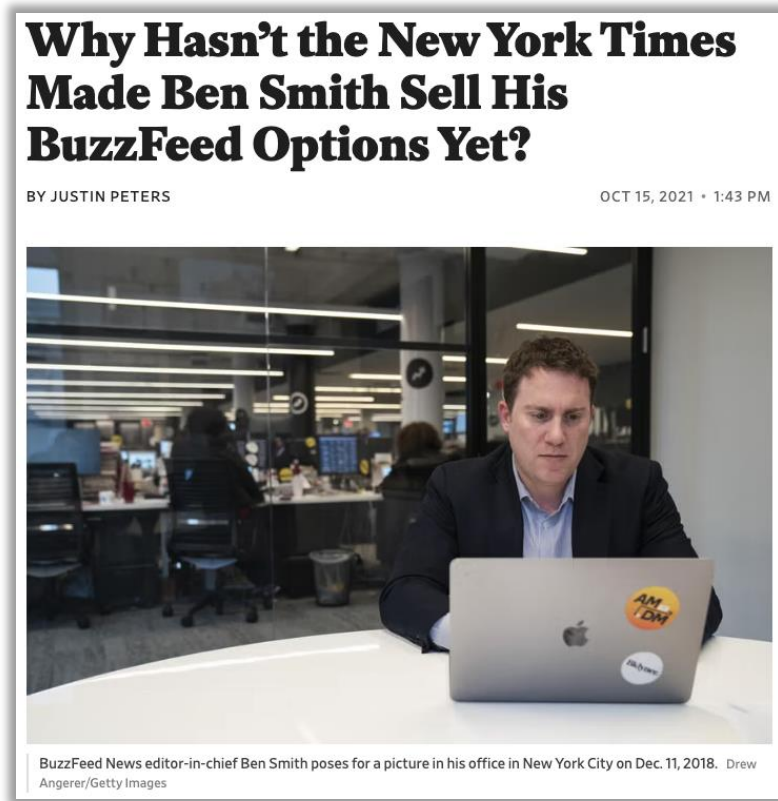 Why Hasn’t the New York Times
Made Ben Smith Sell His
BuzzFeed Options Yet?
BY JUSTIN PETERS
OCT 15, 2021 • 1:43 PM
AM
DM
BuzzFeed News editor-in-chief Ben Smith poses for a picture in his office in New York City on Dec. 11, 2018. Drew
Angerer/Getty Images